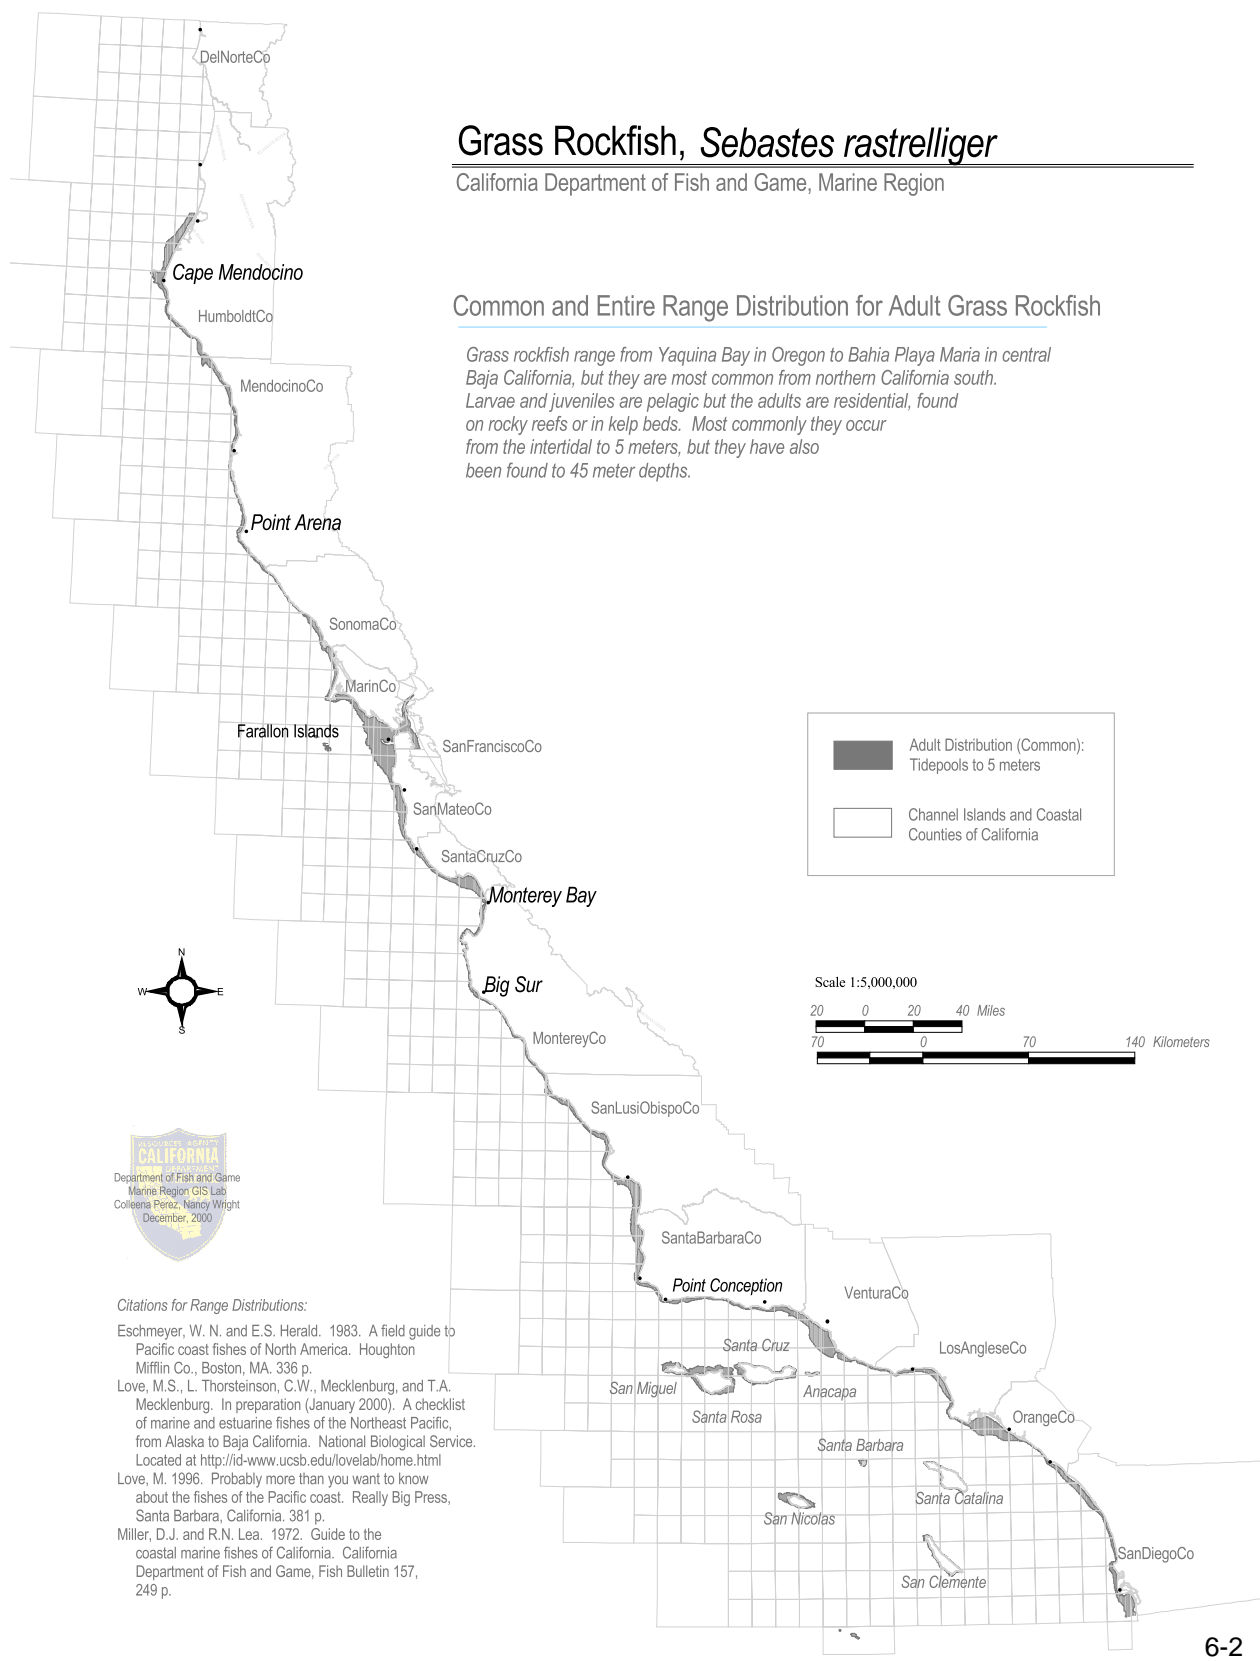 DelNorteCo
Grass Rockfish, Sebastes rastrelliger
California Department of Fish and Game, Marine Region
Cape Mendocino
HumboldtCo
Common and Entire Range Distribution for Adult Grass Rockfish
Grass rockfish range from Yaquina Bay in Oregon to Bahia Playa Maria in central
Baja California, but they are most common from northern California south.
Larvae and juveniles are pelagic but the adults are residential, found
on rocky reefs or in kelp beds. Most commonly they occur
from the intertidal to 5 meters, but they have also
been found to 45 meter depths.
MendocinoCo
Point Arena
SonomaCo
MarinCo
Farallon Islands
SanFranciscoCo
SanMateoCo
SantaCruzCo
Monterey Bay
Big Sur
MontereyCo
SanLusiObispoCo
SantaBarbaraCo
Point Conception
VenturaCo
LosAngleseCo
OrangeCo
SanDiegoCo
Santa Cruz
San Miguel
Anacapa
Santa Rosa
Santa Barbara
Santa Catalina
San Nicolas
San Clemente
Adult Distribution (Common):
Tidepools to 5 meters
Channel Islands and Coastal
Counties of California
Scale 1:5,000,000
20 0 20 40 Miles
70 0 70 140 Kilometers
N
W E
S
RESOURCES AGENCY
CALIFORNIA
DEPARTMENT
Department of Fish and Game
Marine Region GIS Lab
Colleena Perez, Nancy Wright
December, 2000
Citations for Range Distributions:
Eschmeyer, W. N. and E.S. Herald. 1983. A field guide to
Pacific coast fishes of North America. Houghton
Mifflin Co., Boston, MA. 336 p.
Love, M.S., L. Thorsteinson, C.W., Mecklenburg, and T.A.
Mecklenburg. In preparation (January 2000). A checklist
of marine and estuarine fishes of the Northeast Pacific,
from Alaska to Baja California. National Biological Service.
Located at http://id-www.ucsb.edu/lovelab/home.html
Love, M. 1996. Probably more than you want to know
about the fishes of the Pacific coast. Really Big Press,
Santa Barbara, California. 381 p.
Miller, D.J. and R.N. Lea. 1972. Guide to the
coastal marine fishes of California. California
Department of Fish and Game, Fish Bulletin 157,
249 p.
6-2